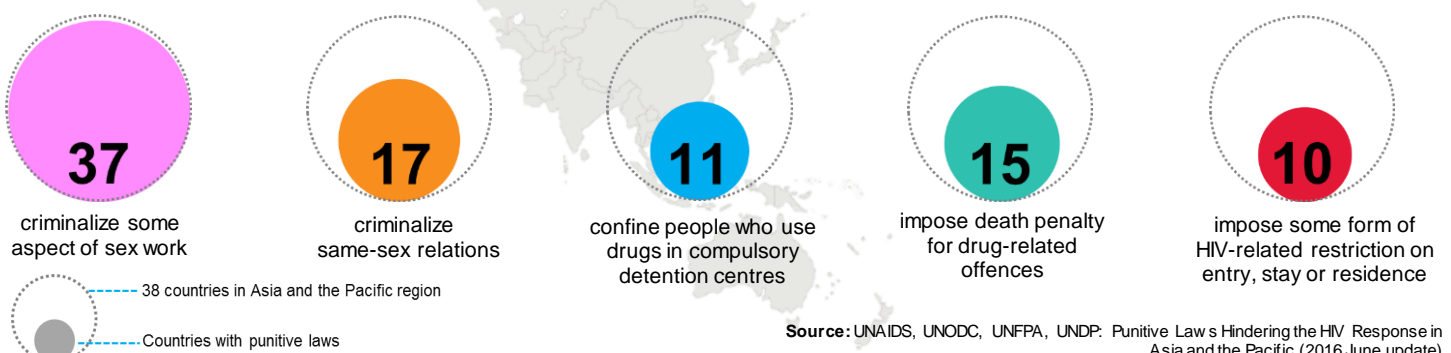 37
criminalize some
aspect of sex work
17
criminalize
same-sex relations
11
confine people who use
drugs in compulsory
detention centres
15
impose death penalty
for drug-related
offences
10
impose some form of
HIV-related restriction on
entry, stay or residence
38 countries in Asia and the Pacific region
Countries with punitive laws
Source: UNAIDS, UNODC, UNFPA, UNDP: Punitive Laws Hindering the HIV Response in
Asia and the Pacific (2016 June update)